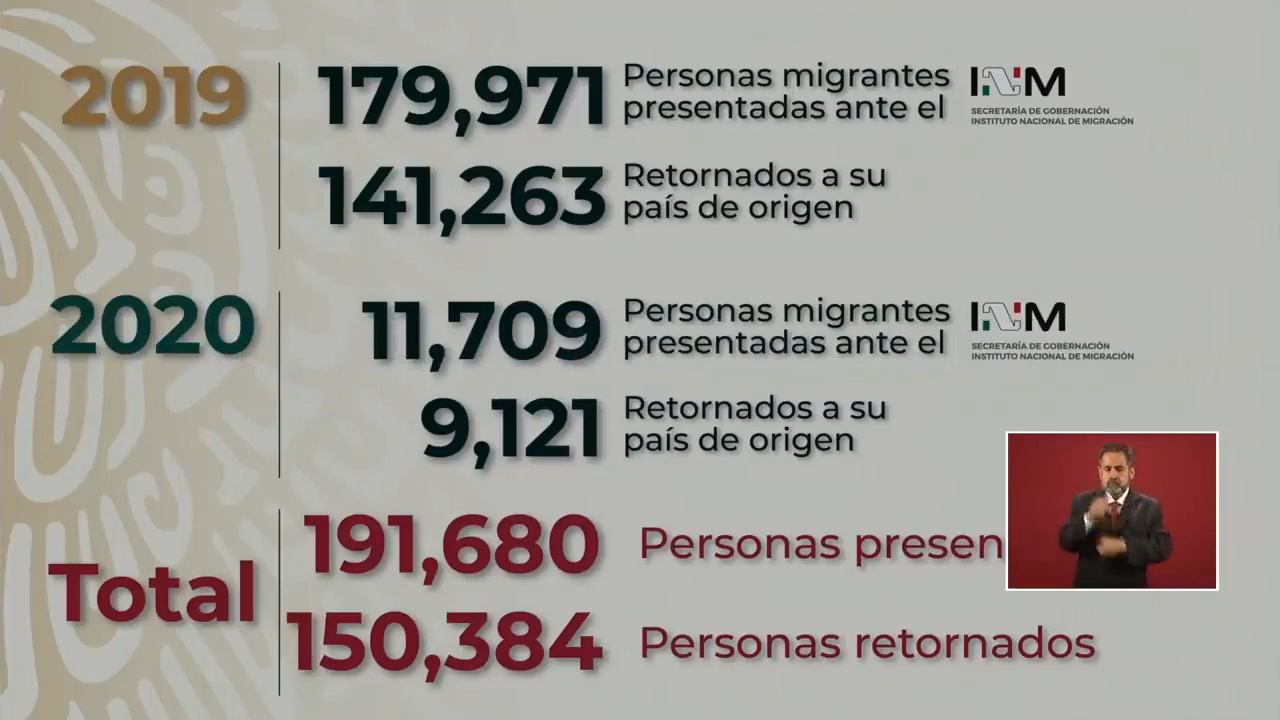 2019
179,971
Personas migrantes
presentadas ante el
INM
SECRETARÍA DE GOBERNACIÓN
INSTITUTO NACIONAL DE MIGRACIÓN
141,263
Retornados a su
país de origen
2020
11,709
Personas migrantes
presentadas ante el
INM
SECRETARÍA DE GOBERNACIÓN
INSTITUTO NACIONAL DE MIGRACIÓN
9,121
Retornados a su
país de origen
Total
191,680
Personas presen
150,384
Personas retornados